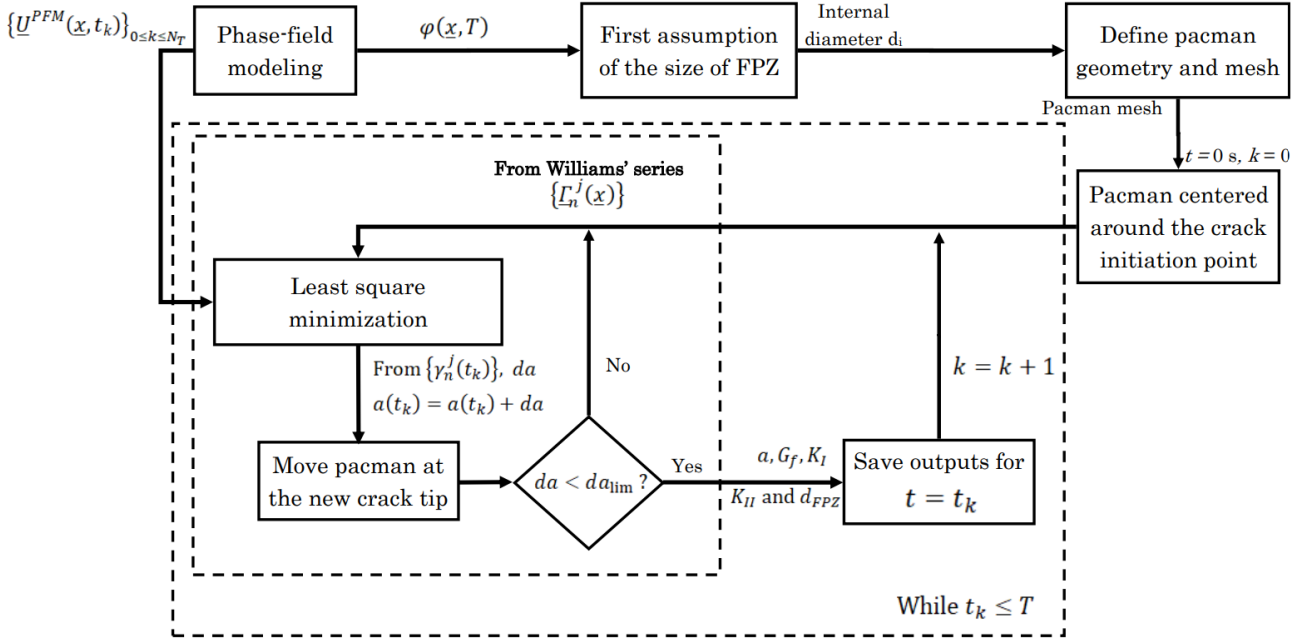 {U̲^{PFM}(x̲, t_k)}_{0≤k≤N_T}
Phase-field
modeling
φ(x̲, T)
First assumption
of the size of FPZ
Internal
diameter dᵢ
Define pacman
geometry and mesh
Pacman mesh
t = 0 s, k = 0
Pacman centered
around the crack
initiation point
From Williams’ series
{Γ̲_n^j(x̲)}
Least square
minimization
From {γ_n^j(t_k)}, da
a(t_k) = a(t_k) + da
Move pacman at
the new crack tip
da < da_lim ?
No
Yes
a, G_f, K_I
K_II and d_FPZ
Save outputs for
t = t_k
k = k + 1
While t_k ≤ T